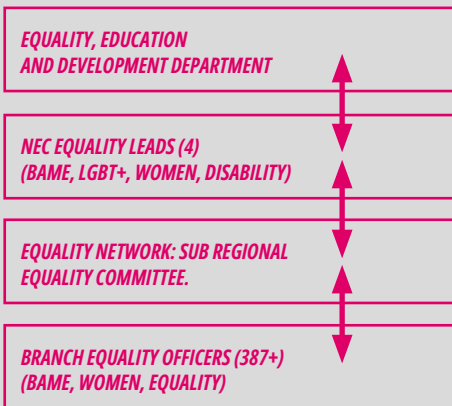 EQUALITY, EDUCATION
AND DEVELOPMENT DEPARTMENT
NEC EQUALITY LEADS (4)
(BAME, LGBT+, WOMEN, DISABILITY)
EQUALITY NETWORK: SUB REGIONAL
EQUALITY COMMITTEE.
BRANCH EQUALITY OFFICERS (387+)
(BAME, WOMEN, EQUALITY)